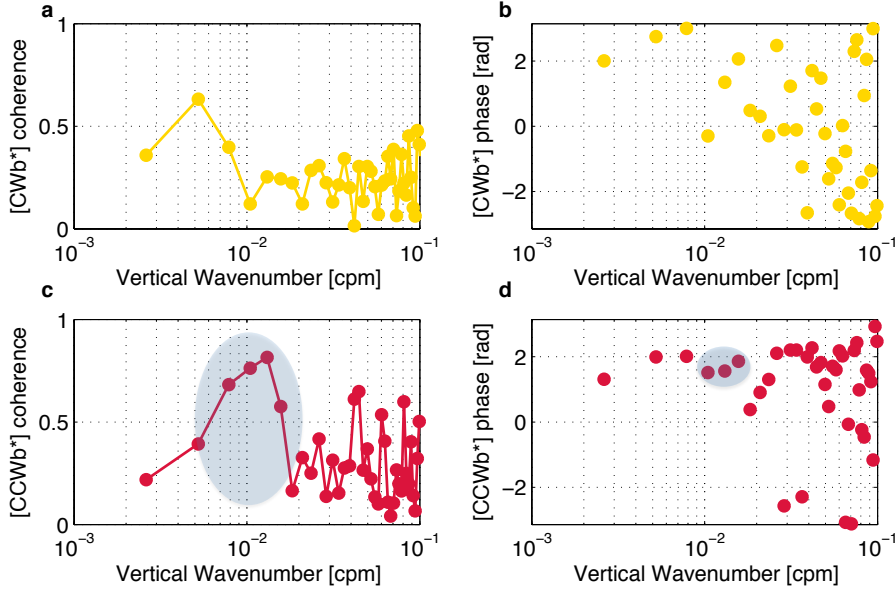 a
b
1
0.5
0
[CWb*] coherence
10⁻³
10⁻²
10⁻¹
Vertical Wavenumber [cpm]
2
0
−2
[CWb*] phase [rad]
10⁻³
10⁻²
10⁻¹
Vertical Wavenumber [cpm]
c
d
1
0.5
0
[CCWb*] coherence
10⁻³
10⁻²
10⁻¹
Vertical Wavenumber [cpm]
2
0
−2
[CCWb*] phase [rad]
10⁻³
10⁻²
10⁻¹
Vertical Wavenumber [cpm]